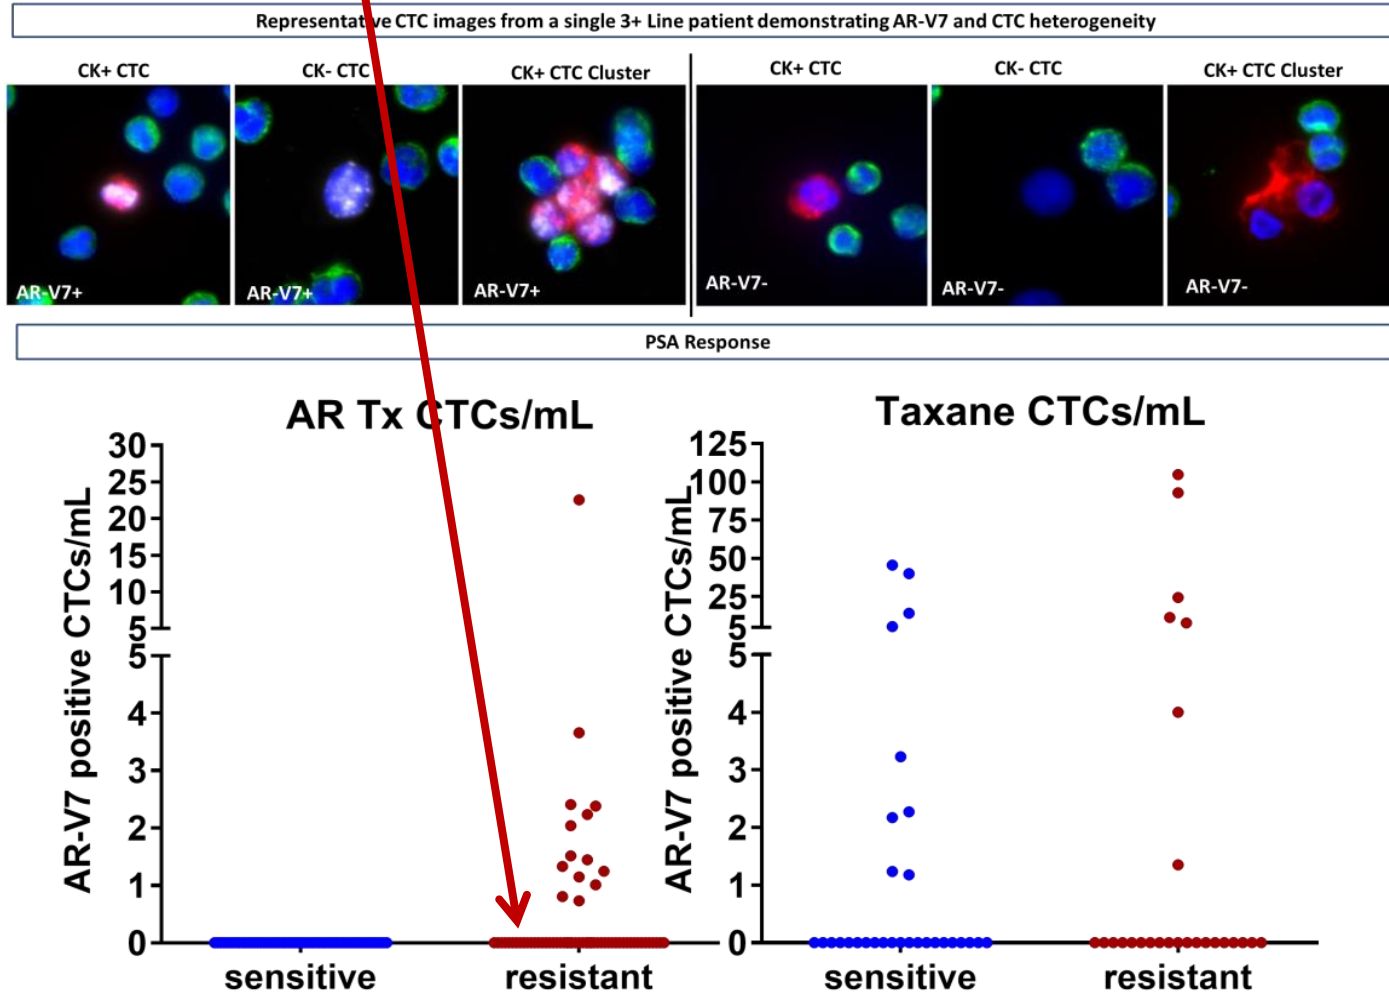 Representative CTC images from a single 3+ Line patient demonstrating AR-V7 and CTC heterogeneity
CK+ CTC
CK- CTC
CK+ CTC Cluster
CK+ CTC
CK- CTC
CK+ CTC Cluster
AR-V7+
AR-V7+
AR-V7+
AR-V7-
AR-V7-
AR-V7-
PSA Response
AR Tx CTCs/mL
AR-V7 positive CTCs/mL
30
25
20
15
10
5
5
4
3
2
1
0
sensitive
resistant
Taxane CTCs/mL
AR-V7 positive CTCs/mL
125
100
75
50
25
5
5
4
3
2
1
0
sensitive
resistant